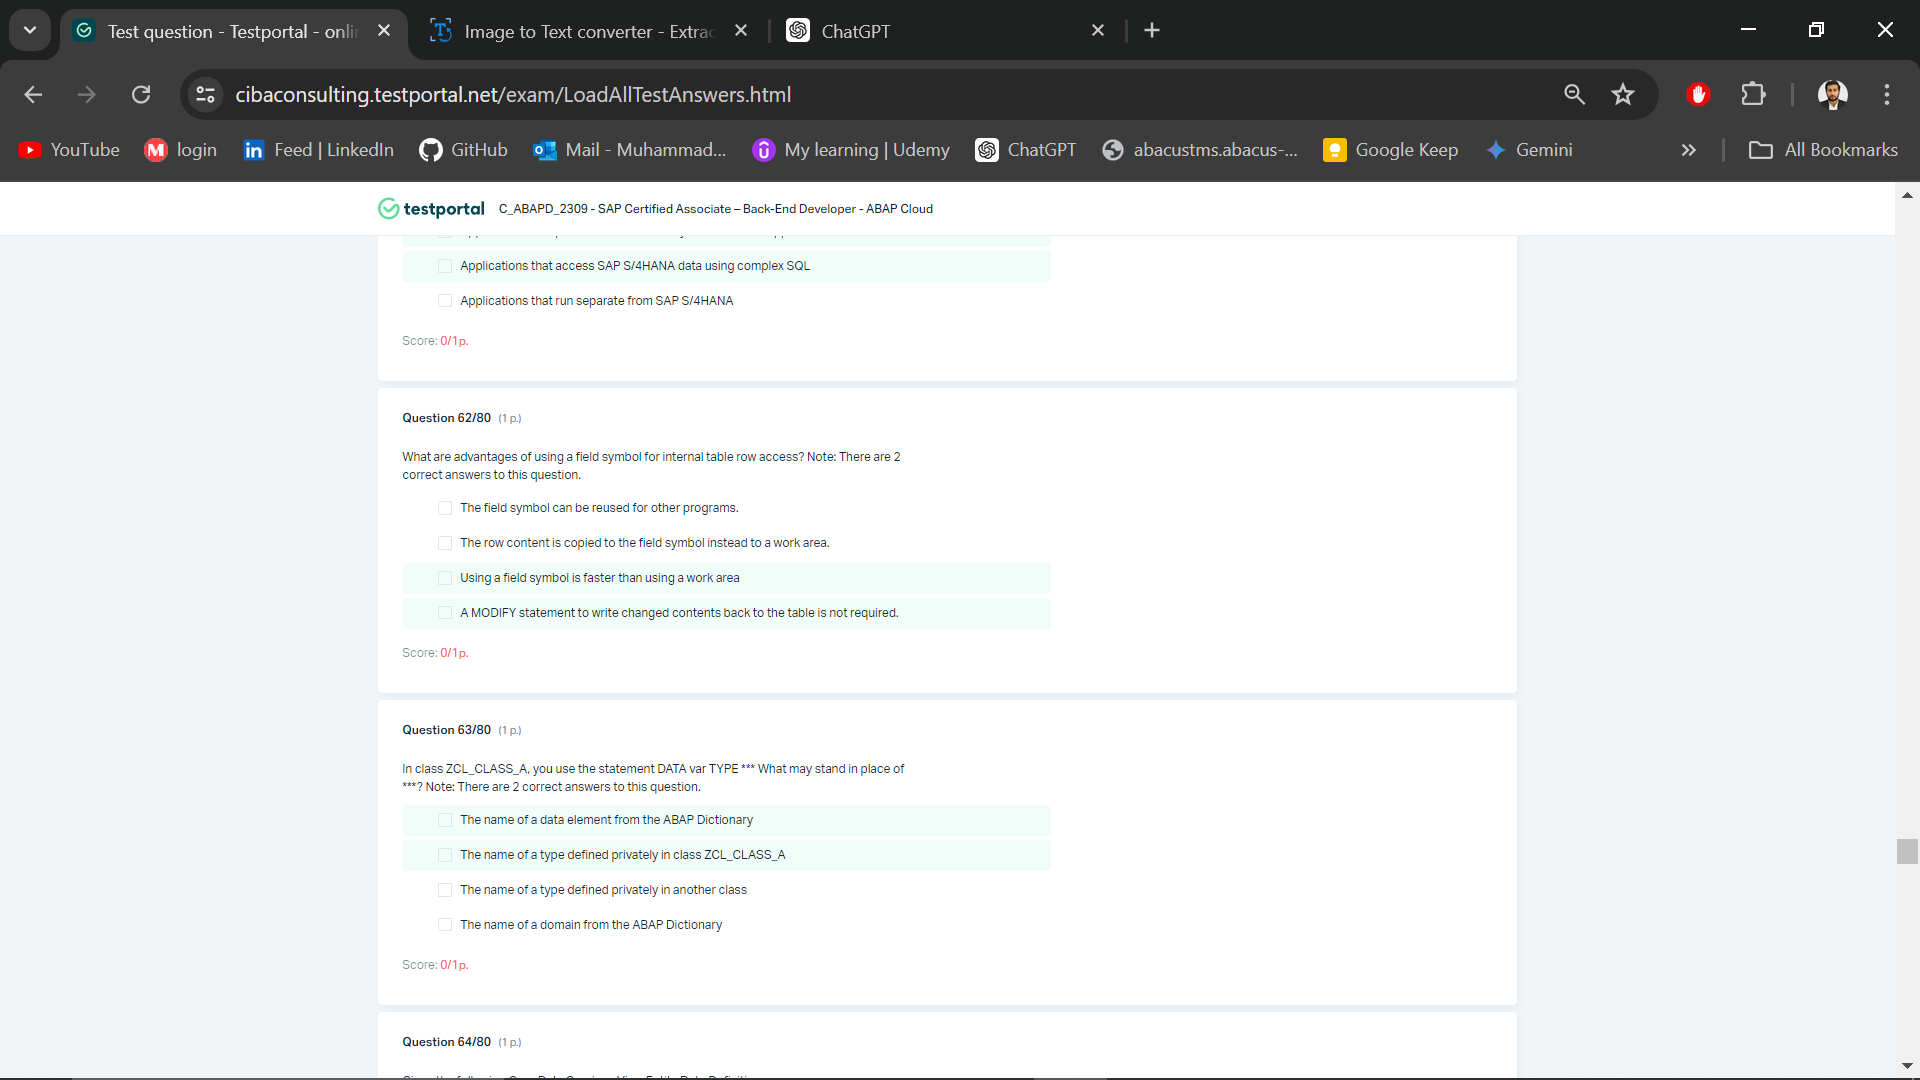 Test question - Testportal - onli
Image to Text converter - Extrac
ChatGPT
cibaconsulting.testportal.net/exam/LoadAllTestAnswers.html
YouTube
login
Feed | LinkedIn
GitHub
Mail - Muhammad...
My learning | Udemy
ChatGPT
abacustms.abacus-...
Google Keep
Gemini
All Bookmarks
testportal
C_ABAPD_2309 - SAP Certified Associate – Back-End Developer - ABAP Cloud
Applications that access SAP S/4HANA data using complex SQL
Applications that run separate from SAP S/4HANA
Score: 0/1p.
Question 62/80 (1 p.)
What are advantages of using a field symbol for internal table row access? Note: There are 2
correct answers to this question.
The field symbol can be reused for other programs.
The row content is copied to the field symbol instead to a work area.
Using a field symbol is faster than using a work area
A MODIFY statement to write changed contents back to the table is not required.
Score: 0/1p.
Question 63/80 (1 p.)
In class ZCL_CLASS_A, you use the statement DATA var TYPE *** What may stand in place of
***? Note: There are 2 correct answers to this question.
The name of a data element from the ABAP Dictionary
The name of a type defined privately in class ZCL_CLASS_A
The name of a type defined privately in another class
The name of a domain from the ABAP Dictionary
Score: 0/1p.
Question 64/80 (1 p.)